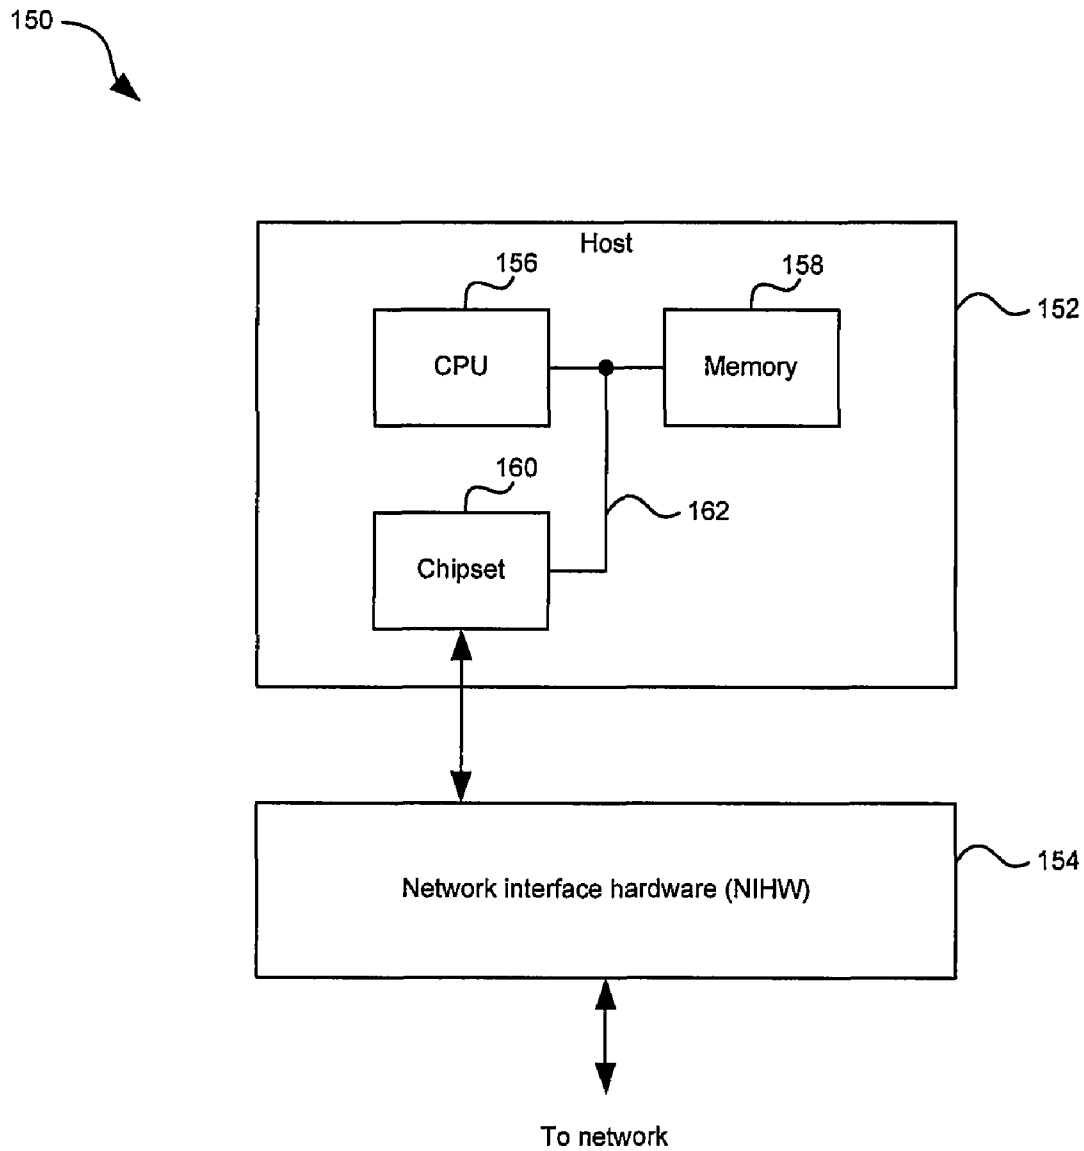 150
Host
156
158
152
CPU
Memory
160
162
Chipset
154
Network interface hardware (NIHW)
To network